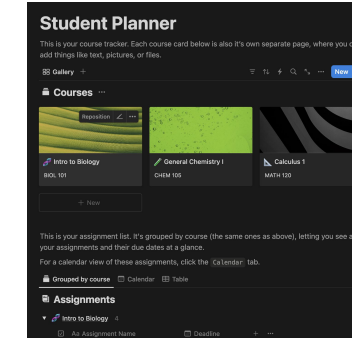 Student Planner
This is your course tracker. Each course card below is also it's own separate page, where you c
add things like text, pictures, or files.
Gallery
New
Courses
Reposition
Intro to Biology
General Chemistry I
Calculus 1
BIOL 101
CHEM 105
MATH 120
+ New
This is your assignment list. It's grouped by course (the same ones as above), letting you see a
your assignments and their due dates at a glance.
For a calendar view of these assignments, click the Calendar tab.
Grouped by course Calendar Table
Assignments
Intro to Biology 4
Aa Assignment Name Deadline